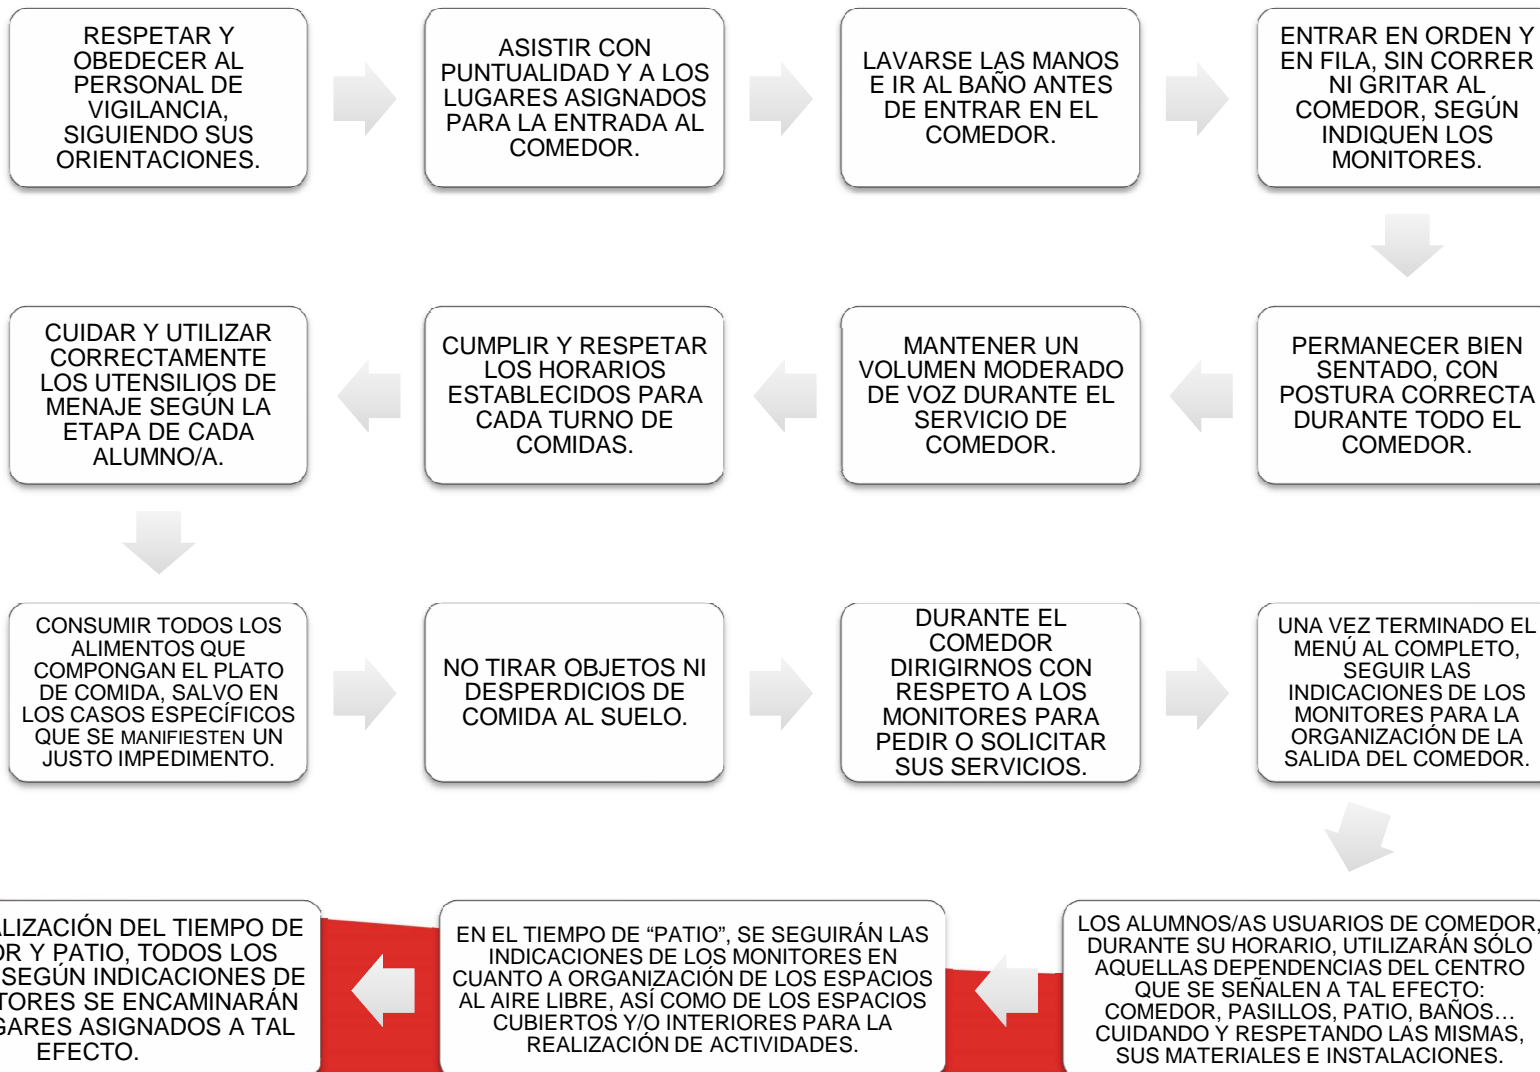 RESPETAR Y
OBEDECER AL
PERSONAL DE
VIGILANCIA,
SIGUIENDO SUS
ORIENTACIONES.
ASISTIR CON
PUNTUALIDAD Y A LOS
LUGARES ASIGNADOS
PARA LA ENTRADA AL
COMEDOR.
LAVARSE LAS MANOS
E IR AL BAÑO ANTES
DE ENTRAR EN EL
COMEDOR.
ENTRAR EN ORDEN Y
EN FILA, SIN CORRER
NI GRITAR AL
COMEDOR, SEGÚN
INDIQUEN LOS
MONITORES.
PERMANECER BIEN
SENTADO, CON
POSTURA CORRECTA
DURANTE TODO EL
COMEDOR.
MANTENER UN
VOLUMEN MODERADO
DE VOZ DURANTE EL
SERVICIO DE
COMEDOR.
CUMPLIR Y RESPETAR
LOS HORARIOS
ESTABLECIDOS PARA
CADA TURNO DE
COMIDAS.
CUIDAR Y UTILIZAR
CORRECTAMENTE
LOS UTENSILIOS DE
MENAJE SEGÚN LA
ETAPA DE CADA
ALUMNO/A.
CONSUMIR TODOS LOS
ALIMENTOS QUE
COMPONGAN EL PLATO
DE COMIDA, SALVO EN
LOS CASOS ESPECÍFICOS
QUE SE MANIFIESTEN UN
JUSTO IMPEDIMENTO.
NO TIRAR OBJETOS NI
DESPERDICIOS DE
COMIDA AL SUELO.
DURANTE EL
COMEDOR
DIRIGIRNOS CON
RESPETO A LOS
MONITORES PARA
PEDIR O SOLICITAR
SUS SERVICIOS.
UNA VEZ TERMINADO EL
MENÚ AL COMPLETO,
SEGUIR LAS
INDICACIONES DE LOS
MONITORES PARA LA
ORGANIZACIÓN DE LA
SALIDA DEL COMEDOR.
LOS ALUMNOS/AS USUARIOS DE COMEDOR,
DURANTE SU HORARIO, UTILIZARÁN SÓLO
AQUELLAS DEPENDENCIAS DEL CENTRO
QUE SE SEÑALEN A TAL EFECTO:
COMEDOR, PASILLOS, PATIO, BAÑOS…
CUIDANDO Y RESPETANDO LAS MISMAS,
SUS MATERIALES E INSTALACIONES.
EN EL TIEMPO DE “PATIO”, SE SEGUIRÁN LAS
INDICACIONES DE LOS MONITORES EN
CUANTO A ORGANIZACIÓN DE LOS ESPACIOS
AL AIRE LIBRE, ASÍ COMO DE LOS ESPACIOS
CUBIERTOS Y/O INTERIORES PARA LA
REALIZACIÓN DE ACTIVIDADES.
DEL TIEMPO DE
Y PATIO, TODOS LOS
SEGÚN INDICACIONES DE
SE ENCAMINARÁN
ASIGNADOS A TAL
EFECTO.